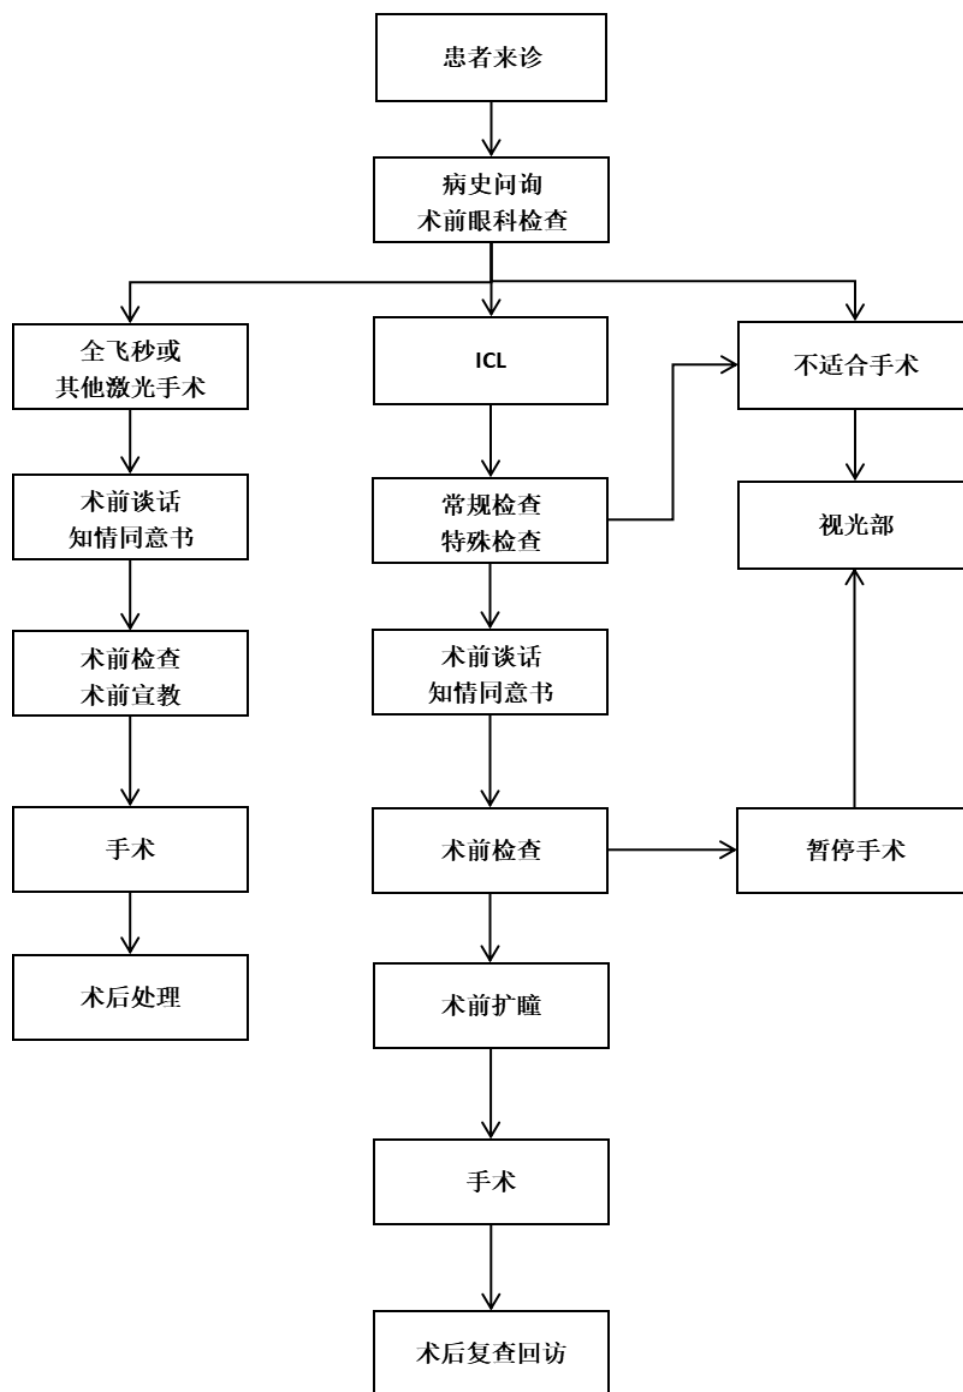 患者来诊
病史问询
术前眼科检查
全飞秒或
其他激光手术
ICL
不适合手术
术前谈话
知情同意书
常规检查
特殊检查
视光部
术前检查
术前宣教
术前谈话
知情同意书
手术
术前检查
暂停手术
术后处理
术前扩瞳
手术
术后复查回访